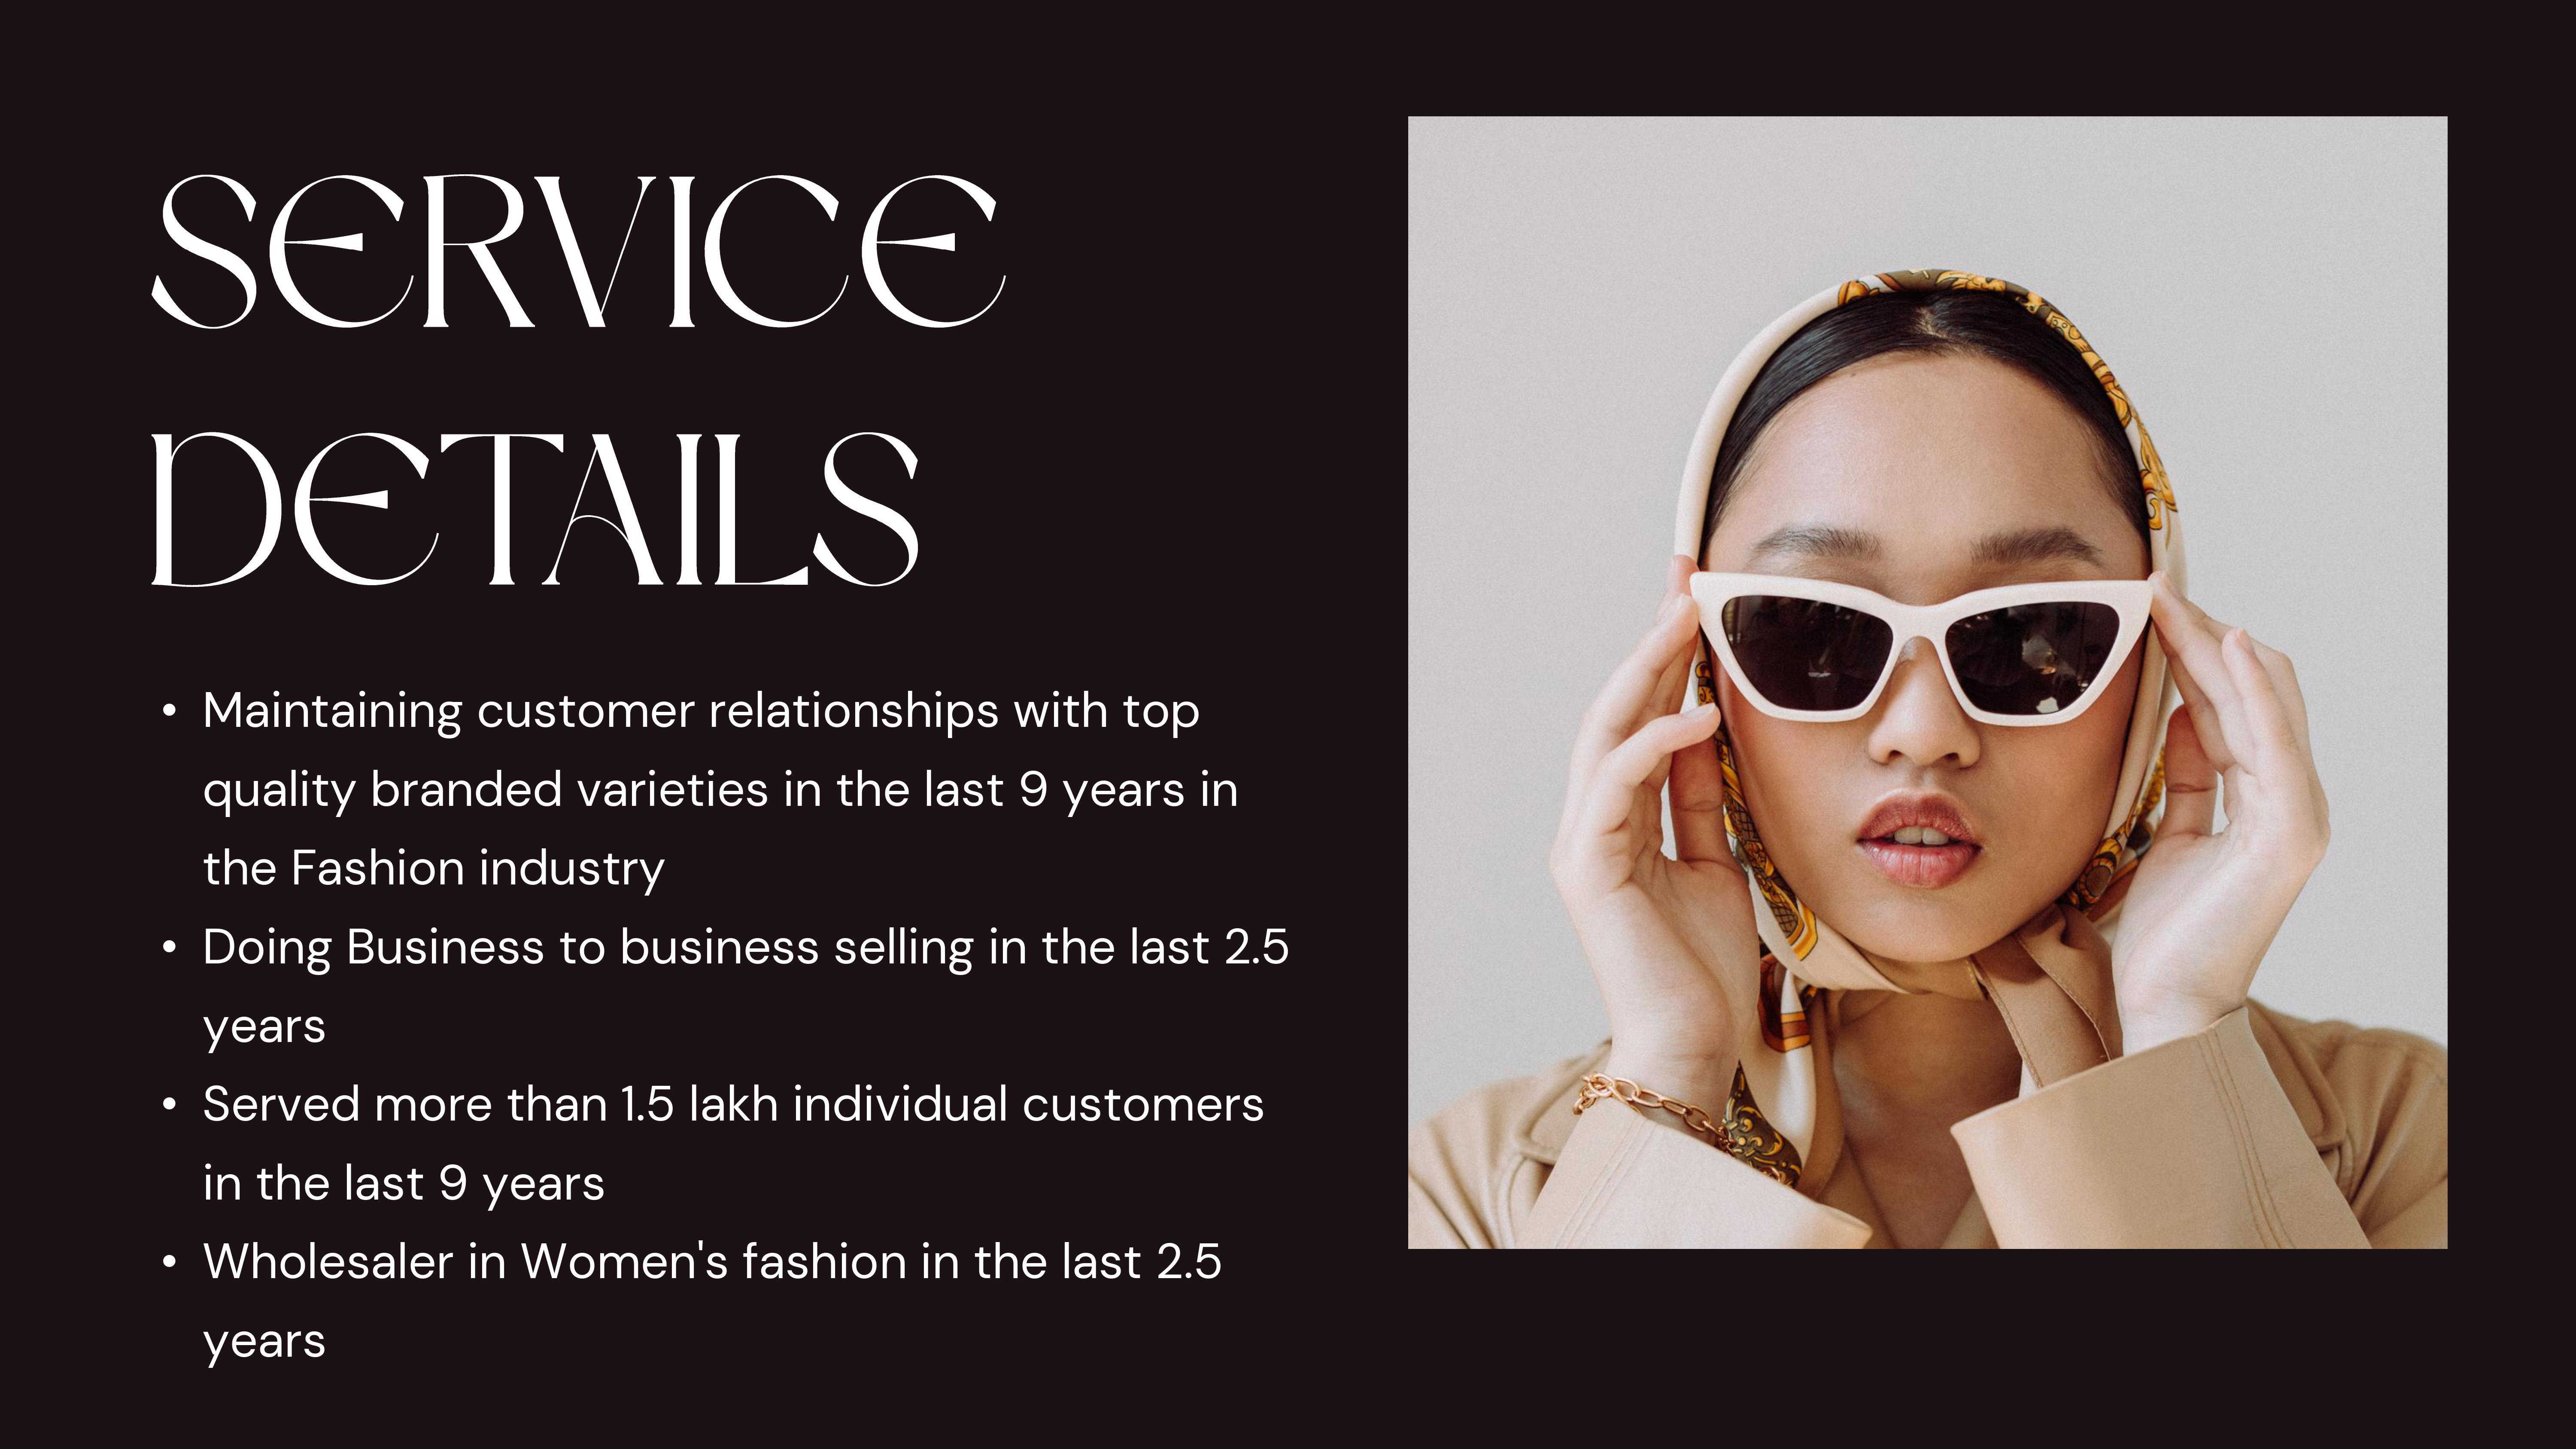 SERVICE
DETAILS
• Maintaining customer relationships with top
quality branded varieties in the last 9 years in
the Fashion industry
• Doing Business to business selling in the last 2.5
years
• Served more than 1.5 lakh individual customers
in the last 9 years
• Wholesaler in Women's fashion in the last 2.5
years